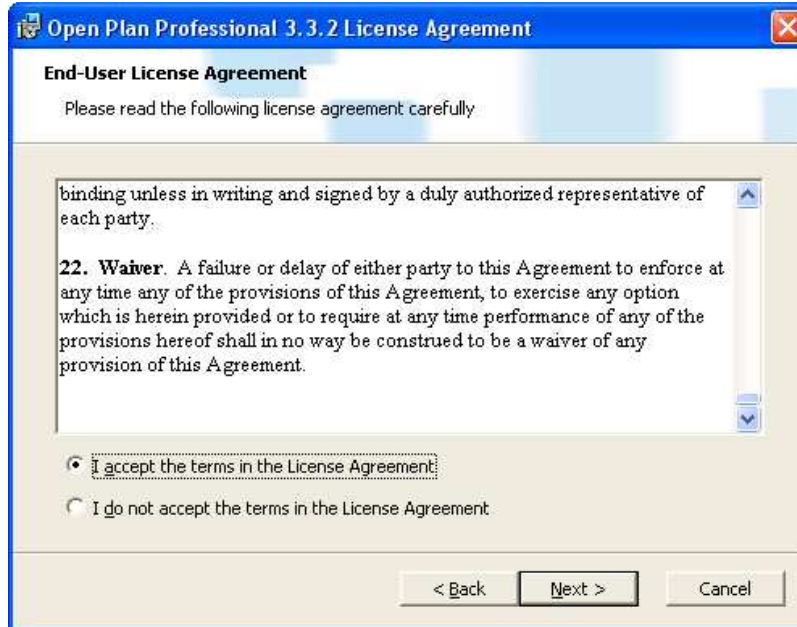 Open Plan Professional 3.3.2 License Agreement
End-User License Agreement
Please read the following license agreement carefully
binding unless in writing and signed by a duly authorized representative of
each party.
22. Waiver. A failure or delay of either party to this Agreement to enforce at
any time any of the provisions of this Agreement, to exercise any option
which is herein provided or to require at any time performance of any of the
provisions hereof shall in no way be construed to be a waiver of any
provision of this Agreement.
I accept the terms in the License Agreement
I do not accept the terms in the License Agreement
< Back Next > Cancel